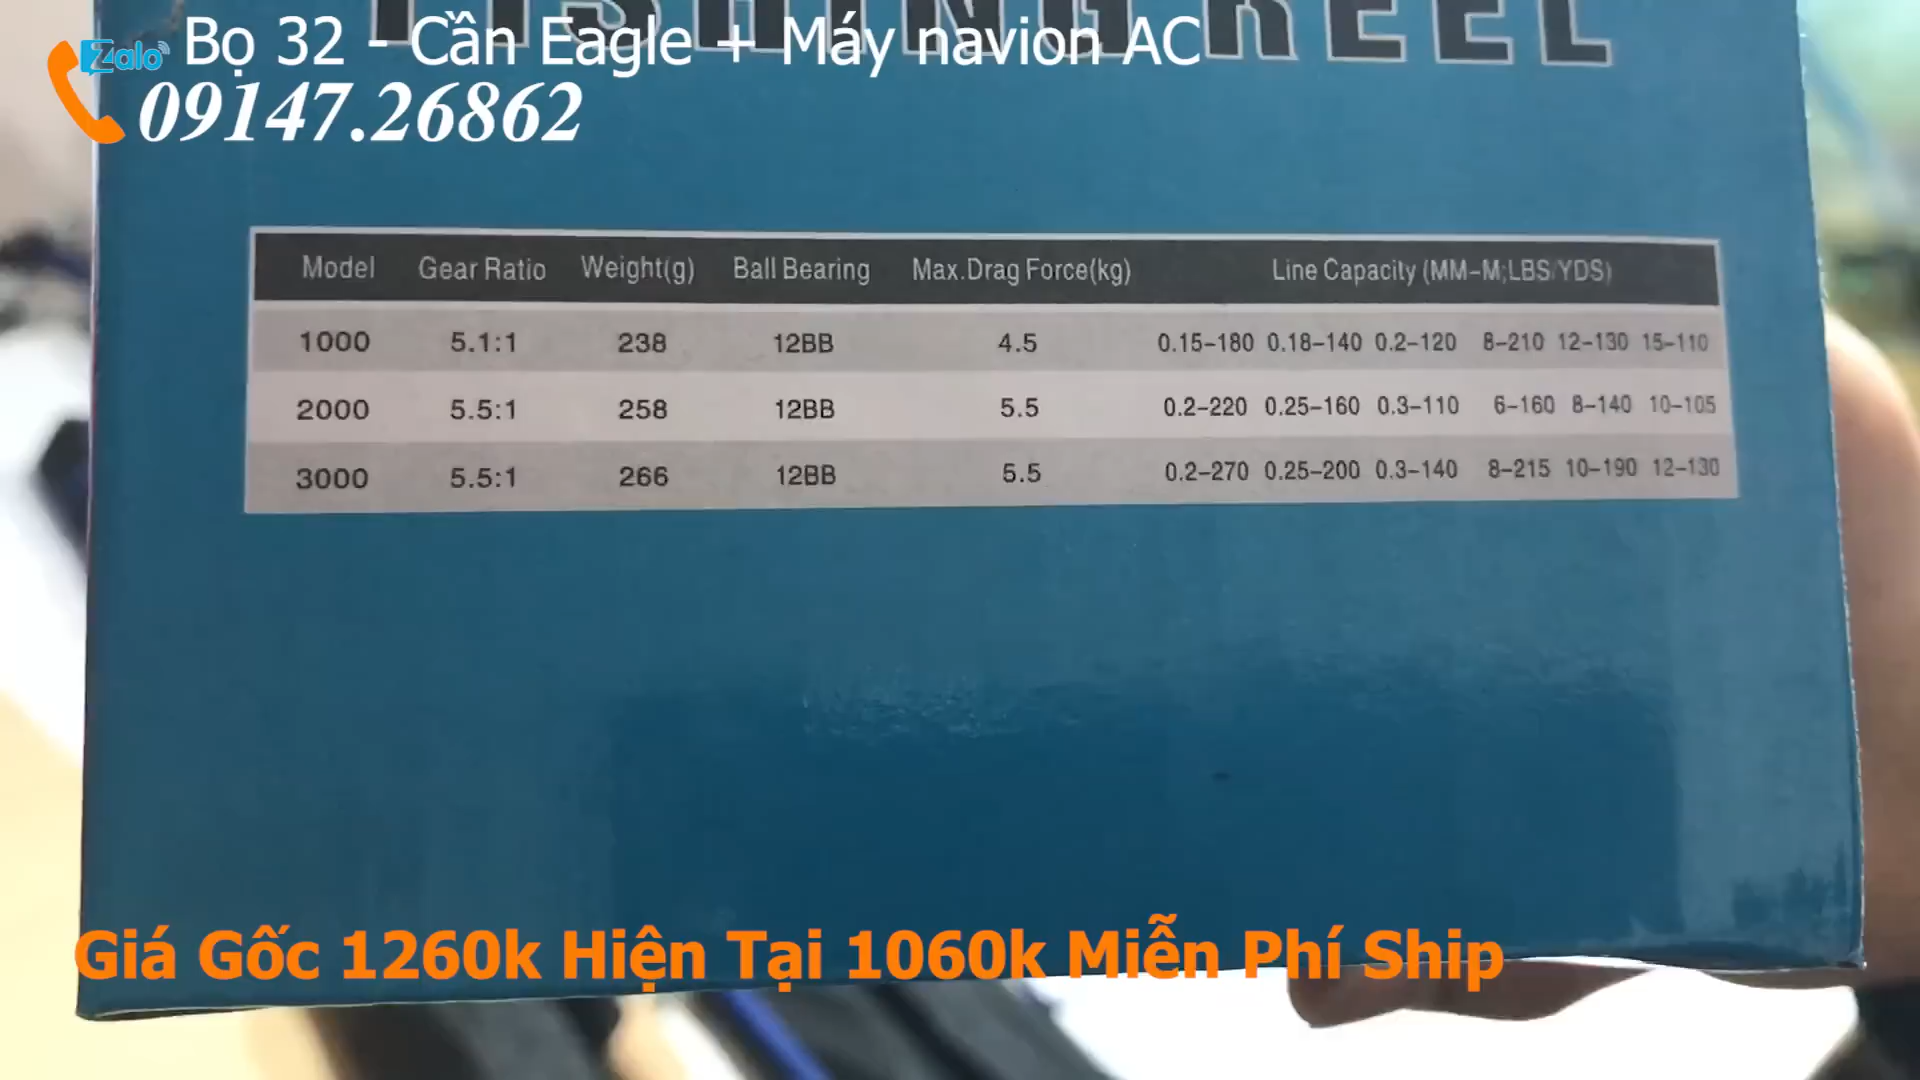 FISHING REEL
Zalo Bọ 32 - Cần Eagle + Máy navion AC
09147.26862
Model Gear Ratio Weight(g) Ball Bearing Max.Drag Force(kg) Line Capacity (MM-M;LBS/YDS)
1000 5.1:1 238 12BB 4.5 0.15-180 0.18-140 0.2-120 8-210 12-130 15-110
2000 5.5:1 258 12BB 5.5 0.2-220 0.25-160 0.3-110 6-160 8-140 10-105
3000 5.5:1 266 12BB 5.5 0.2-270 0.25-200 0.3-140 8-215 10-190 12-130
Giá Gốc 1260k Hiện Tại 1060k Miễn Phí Ship